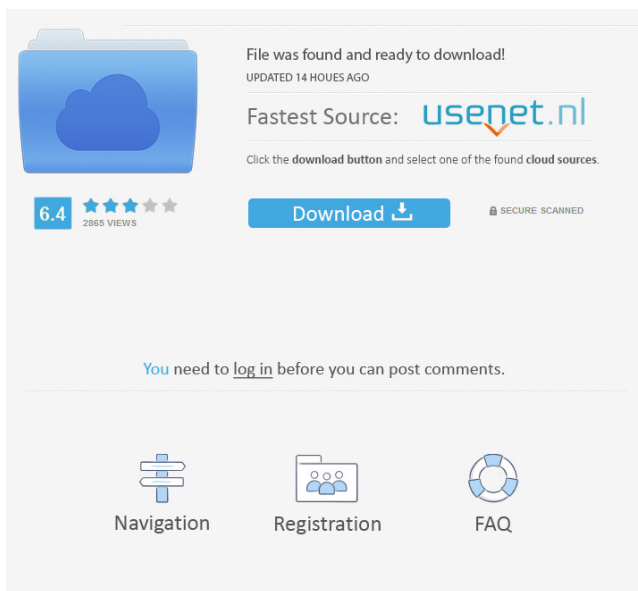 File was found and ready to download!
UPDATED 14 HOUES AGO
Fastest Source: usenet.nl
Click the download button and select one of the found cloud sources.
6.4
2865 VIEWS
Download
SECURE SCANNED
You need to log in before you can post comments.
Navigation
Registration
FAQ